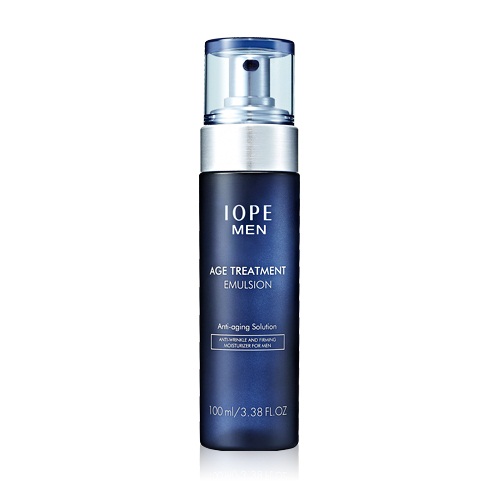 IOPE
MEN
AGE TREATMENT
EMULSION
Anti-aging Solution
ANTI-WRINKLE AND FIRMING
MOISTURIZER FOR MEN
100 ml/3.38 FL.OZ